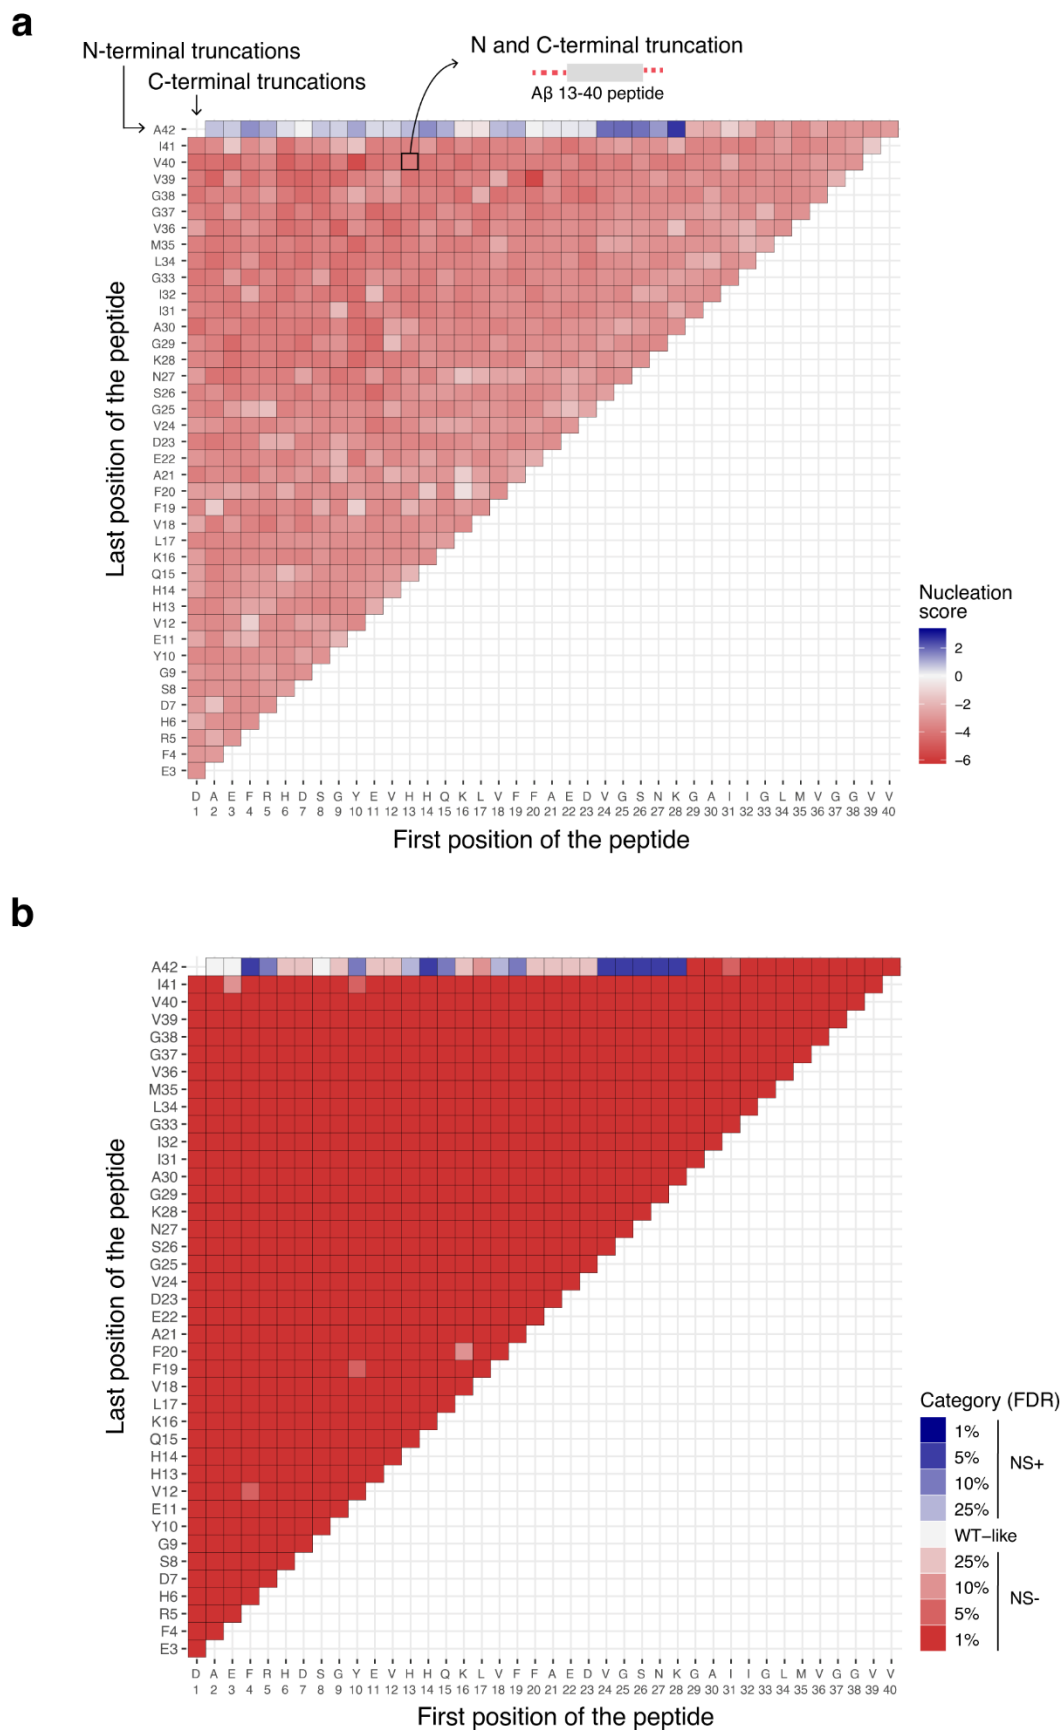 a
N-terminal truncations
C-terminal truncations
N and C-terminal truncation
Aβ 13-40 peptide
Last position of the peptide
A42
I41
V40
V39
G38
G37
V36
M35
L34
G33
I32
I31
A30
G29
K28
N27
S26
G25
V24
D23
E22
A21
F20
F19
V18
L17
K16
Q15
H14
H13
V12
E11
Y10
G9
S8
D7
H6
R5
F4
E3
D A E F R H D S G Y E V H H Q K L V F F A E D V G S N K G A I I G L M V G G V V
1 2 3 4 5 6 7 8 9 10 11 12 13 14 15 16 17 18 19 20 21 22 23 24 25 26 27 28 29 30 31 32 33 34 35 36 37 38 39 40
First position of the peptide
Nucleation
score
2
0
−2
−4
−6
b
Last position of the peptide
A42
I41
V40
V39
G38
G37
V36
M35
L34
G33
I32
I31
A30
G29
K28
N27
S26
G25
V24
D23
E22
A21
F20
F19
V18
L17
K16
Q15
H14
H13
V12
E11
Y10
G9
S8
D7
H6
R5
F4
E3
D A E F R H D S G Y E V H H Q K L V F F A E D V G S N K G A I I G L M V G G V V
1 2 3 4 5 6 7 8 9 10 11 12 13 14 15 16 17 18 19 20 21 22 23 24 25 26 27 28 29 30 31 32 33 34 35 36 37 38 39 40
First position of the peptide
Category (FDR)
1%
5%
10%
25%
NS+
WT−like
25%
10%
5%
1%
NS-